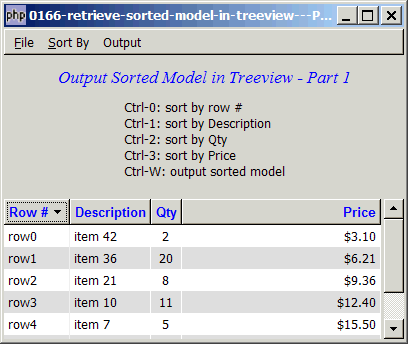 php 0166-retrieve-sorted-model-in-treeview---P...
File Sort By Output
Output Sorted Model in Treeview - Part 1
Ctrl-0: sort by row #
Ctrl-1: sort by Description
Ctrl-2: sort by Qty
Ctrl-3: sort by Price
Ctrl-W: output sorted model
Row # Description Qty Price
row0 item 42 2 $3.10
row1 item 36 20 $6.21
row2 item 21 8 $9.36
row3 item 10 11 $12.40
row4 item 7 5 $15.50